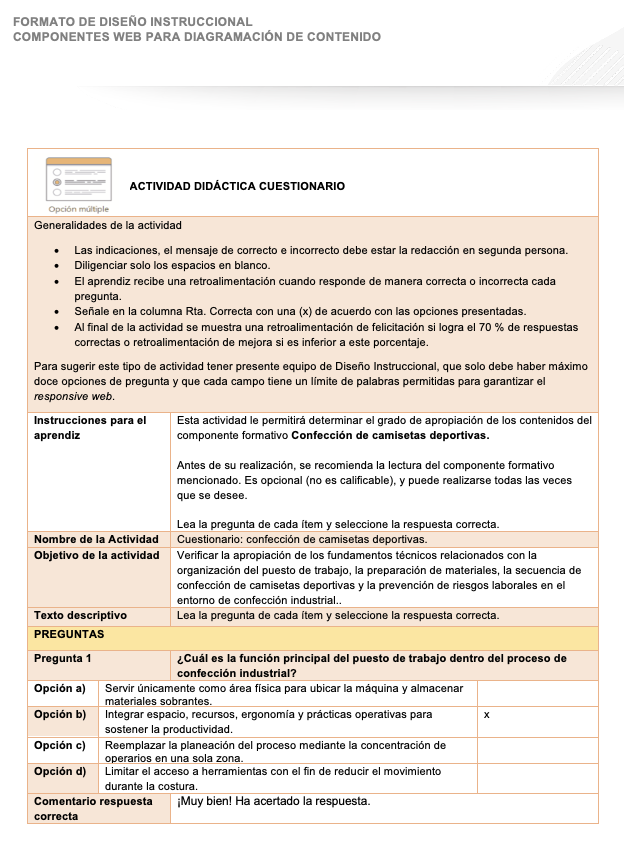 FORMATO DE DISEÑO INSTRUCCIONAL
COMPONENTES WEB PARA DIAGRAMACIÓN DE CONTENIDO
Opción múltiple
ACTIVIDAD DIDÁCTICA CUESTIONARIO
Generalidades de la actividad
• Las indicaciones, el mensaje de correcto e incorrecto debe estar la redacción en segunda persona.
• Diligenciar solo los espacios en blanco.
• El aprendiz recibe una retroalimentación cuando responde de manera correcta o incorrecta cada
pregunta.
• Señale en la columna Rta. Correcta con una (x) de acuerdo con las opciones presentadas.
• Al final de la actividad se muestra una retroalimentación de felicitación si logra el 70 % de respuestas
correctas o retroalimentación de mejora si es inferior a este porcentaje.
Para sugerir este tipo de actividad tener presente equipo de Diseño Instruccional, que solo debe haber máximo
doce opciones de pregunta y que cada campo tiene un límite de palabras permitidas para garantizar el
responsive web.
Instrucciones para el
aprendiz
Esta actividad le permitirá determinar el grado de apropiación de los contenidos del
componente formativo Confección de camisetas deportivas.
Antes de su realización, se recomienda la lectura del componente formativo
mencionado. Es opcional (no es calificable), y puede realizarse todas las veces
que se desee.
Lea la pregunta de cada ítem y seleccione la respuesta correcta.
Nombre de la Actividad Cuestionario: confección de camisetas deportivas.
Objetivo de la actividad Verificar la apropiación de los fundamentos técnicos relacionados con la
organización del puesto de trabajo, la preparación de materiales, la secuencia de
confección de camisetas deportivas y la prevención de riesgos laborales en el
entorno de confección industrial..
Texto descriptivo Lea la pregunta de cada ítem y seleccione la respuesta correcta.
PREGUNTAS
Pregunta 1 ¿Cuál es la función principal del puesto de trabajo dentro del proceso de
confección industrial?
Opción a) Servir únicamente como área física para ubicar la máquina y almacenar
materiales sobrantes.
Opción b) Integrar espacio, recursos, ergonomía y prácticas operativas para x
sostener la productividad.
Opción c) Reemplazar la planeación del proceso mediante la concentración de
operarios en una sola zona.
Opción d) Limitar el acceso a herramientas con el fin de reducir el movimiento
durante la costura.
Comentario respuesta
correcta
¡Muy bien! Ha acertado la respuesta.